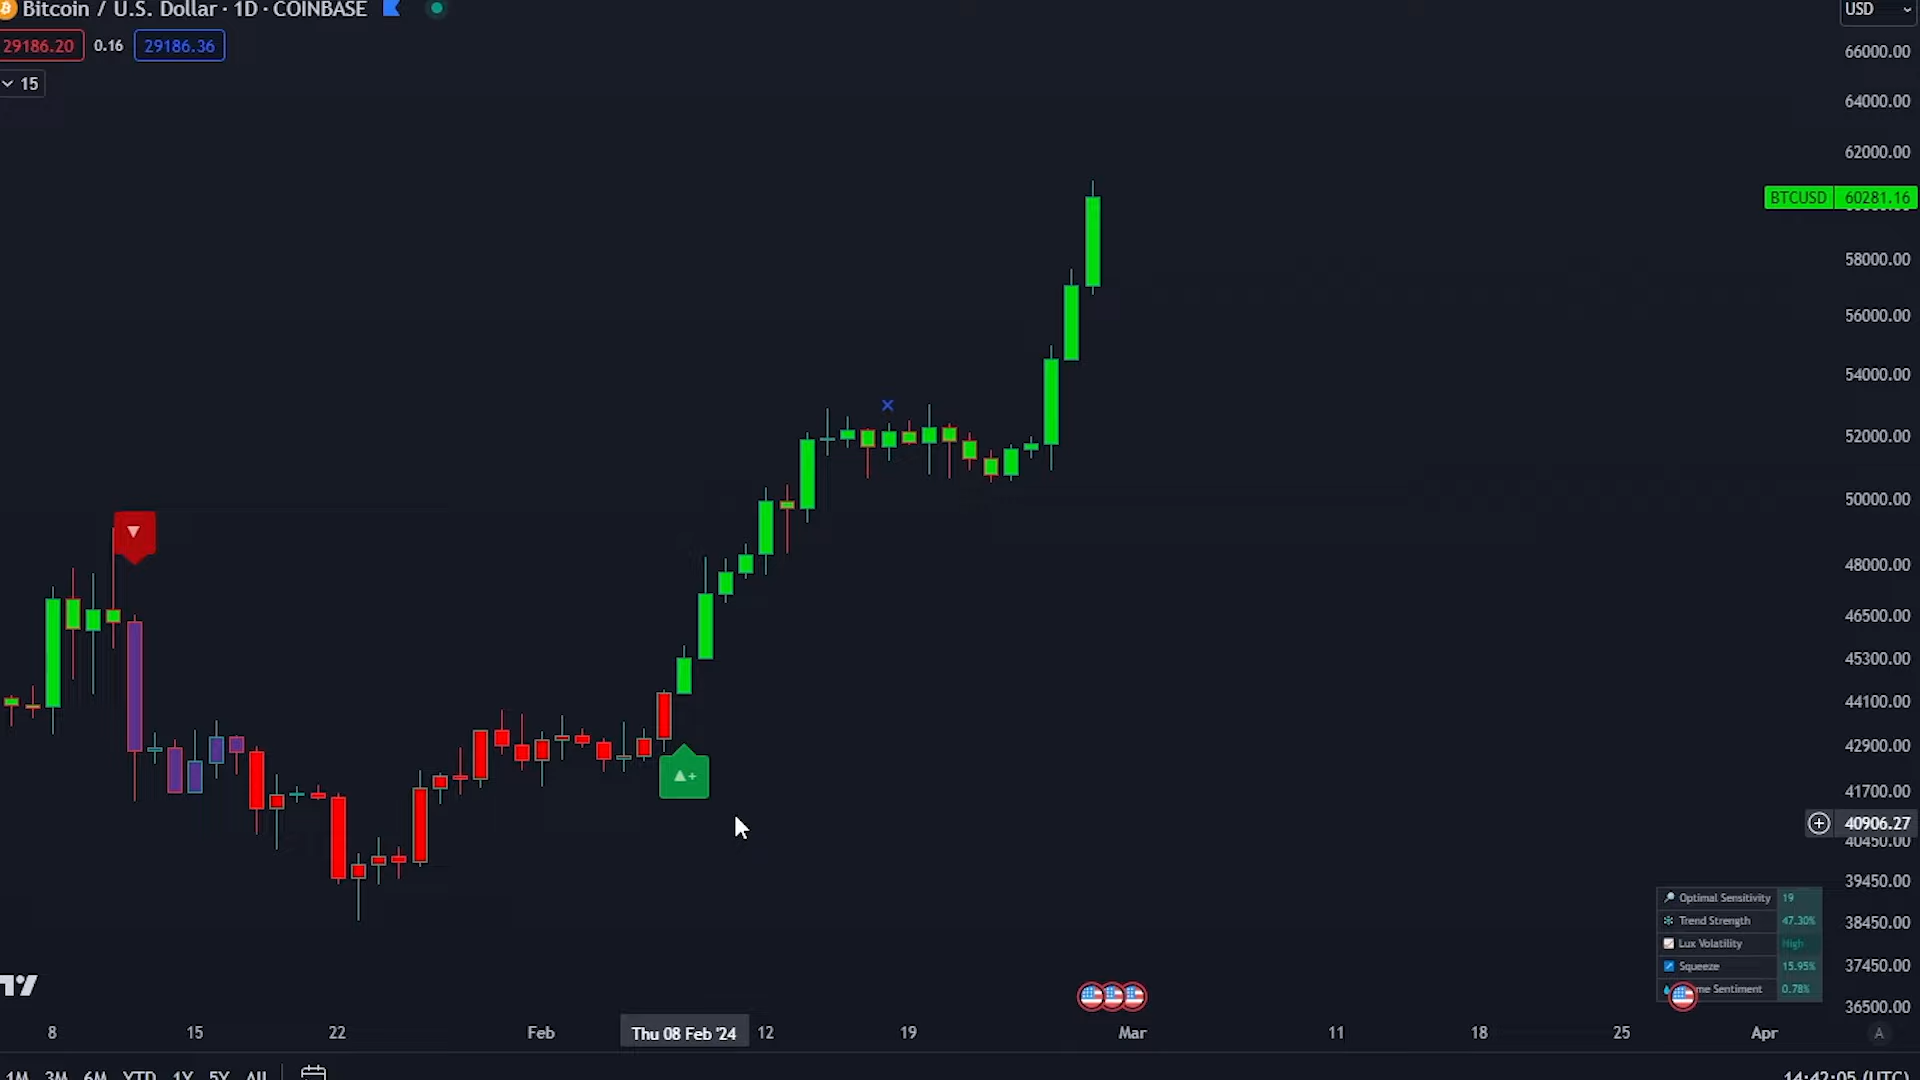 Bitcoin / U.S. Dollar · 1D · COINBASE
USD
29186.20 0.16 29186.36
15
66000.00
64000.00
62000.00
BTCUSD 60281.16
58000.00
56000.00
54000.00
52000.00
50000.00
48000.00
46500.00
45300.00
44100.00
42900.00
41700.00
40906.27
40450.00
39450.00
38450.00
37450.00
36500.00
Optimal Sensitivity 19
Trend Strength 47.30%
Lux Volatility High
Squeeze 15.95%
me Sentiment 0.78%
8 15 22 Feb Thu 08 Feb '24 12 19 Mar 11 18 25 Apr A
1M 3M 6M YTD 1Y 5Y All 14:42:05 (UTC)